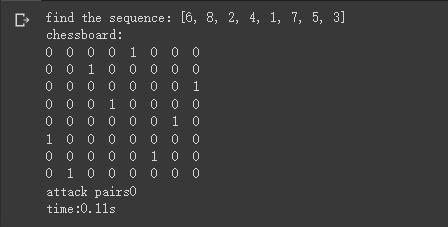 find the sequence: [6, 8, 2, 4, 1, 7, 5, 3]
chessboard:
0 0 0 0 1 0 0 0
0 0 1 0 0 0 0 0
0 0 0 0 0 0 0 1
0 0 0 1 0 0 0 0
0 0 0 0 0 0 1 0
1 0 0 0 0 0 0 0
0 0 0 0 0 1 0 0
0 1 0 0 0 0 0 0
attack pairs0
time:0.11s